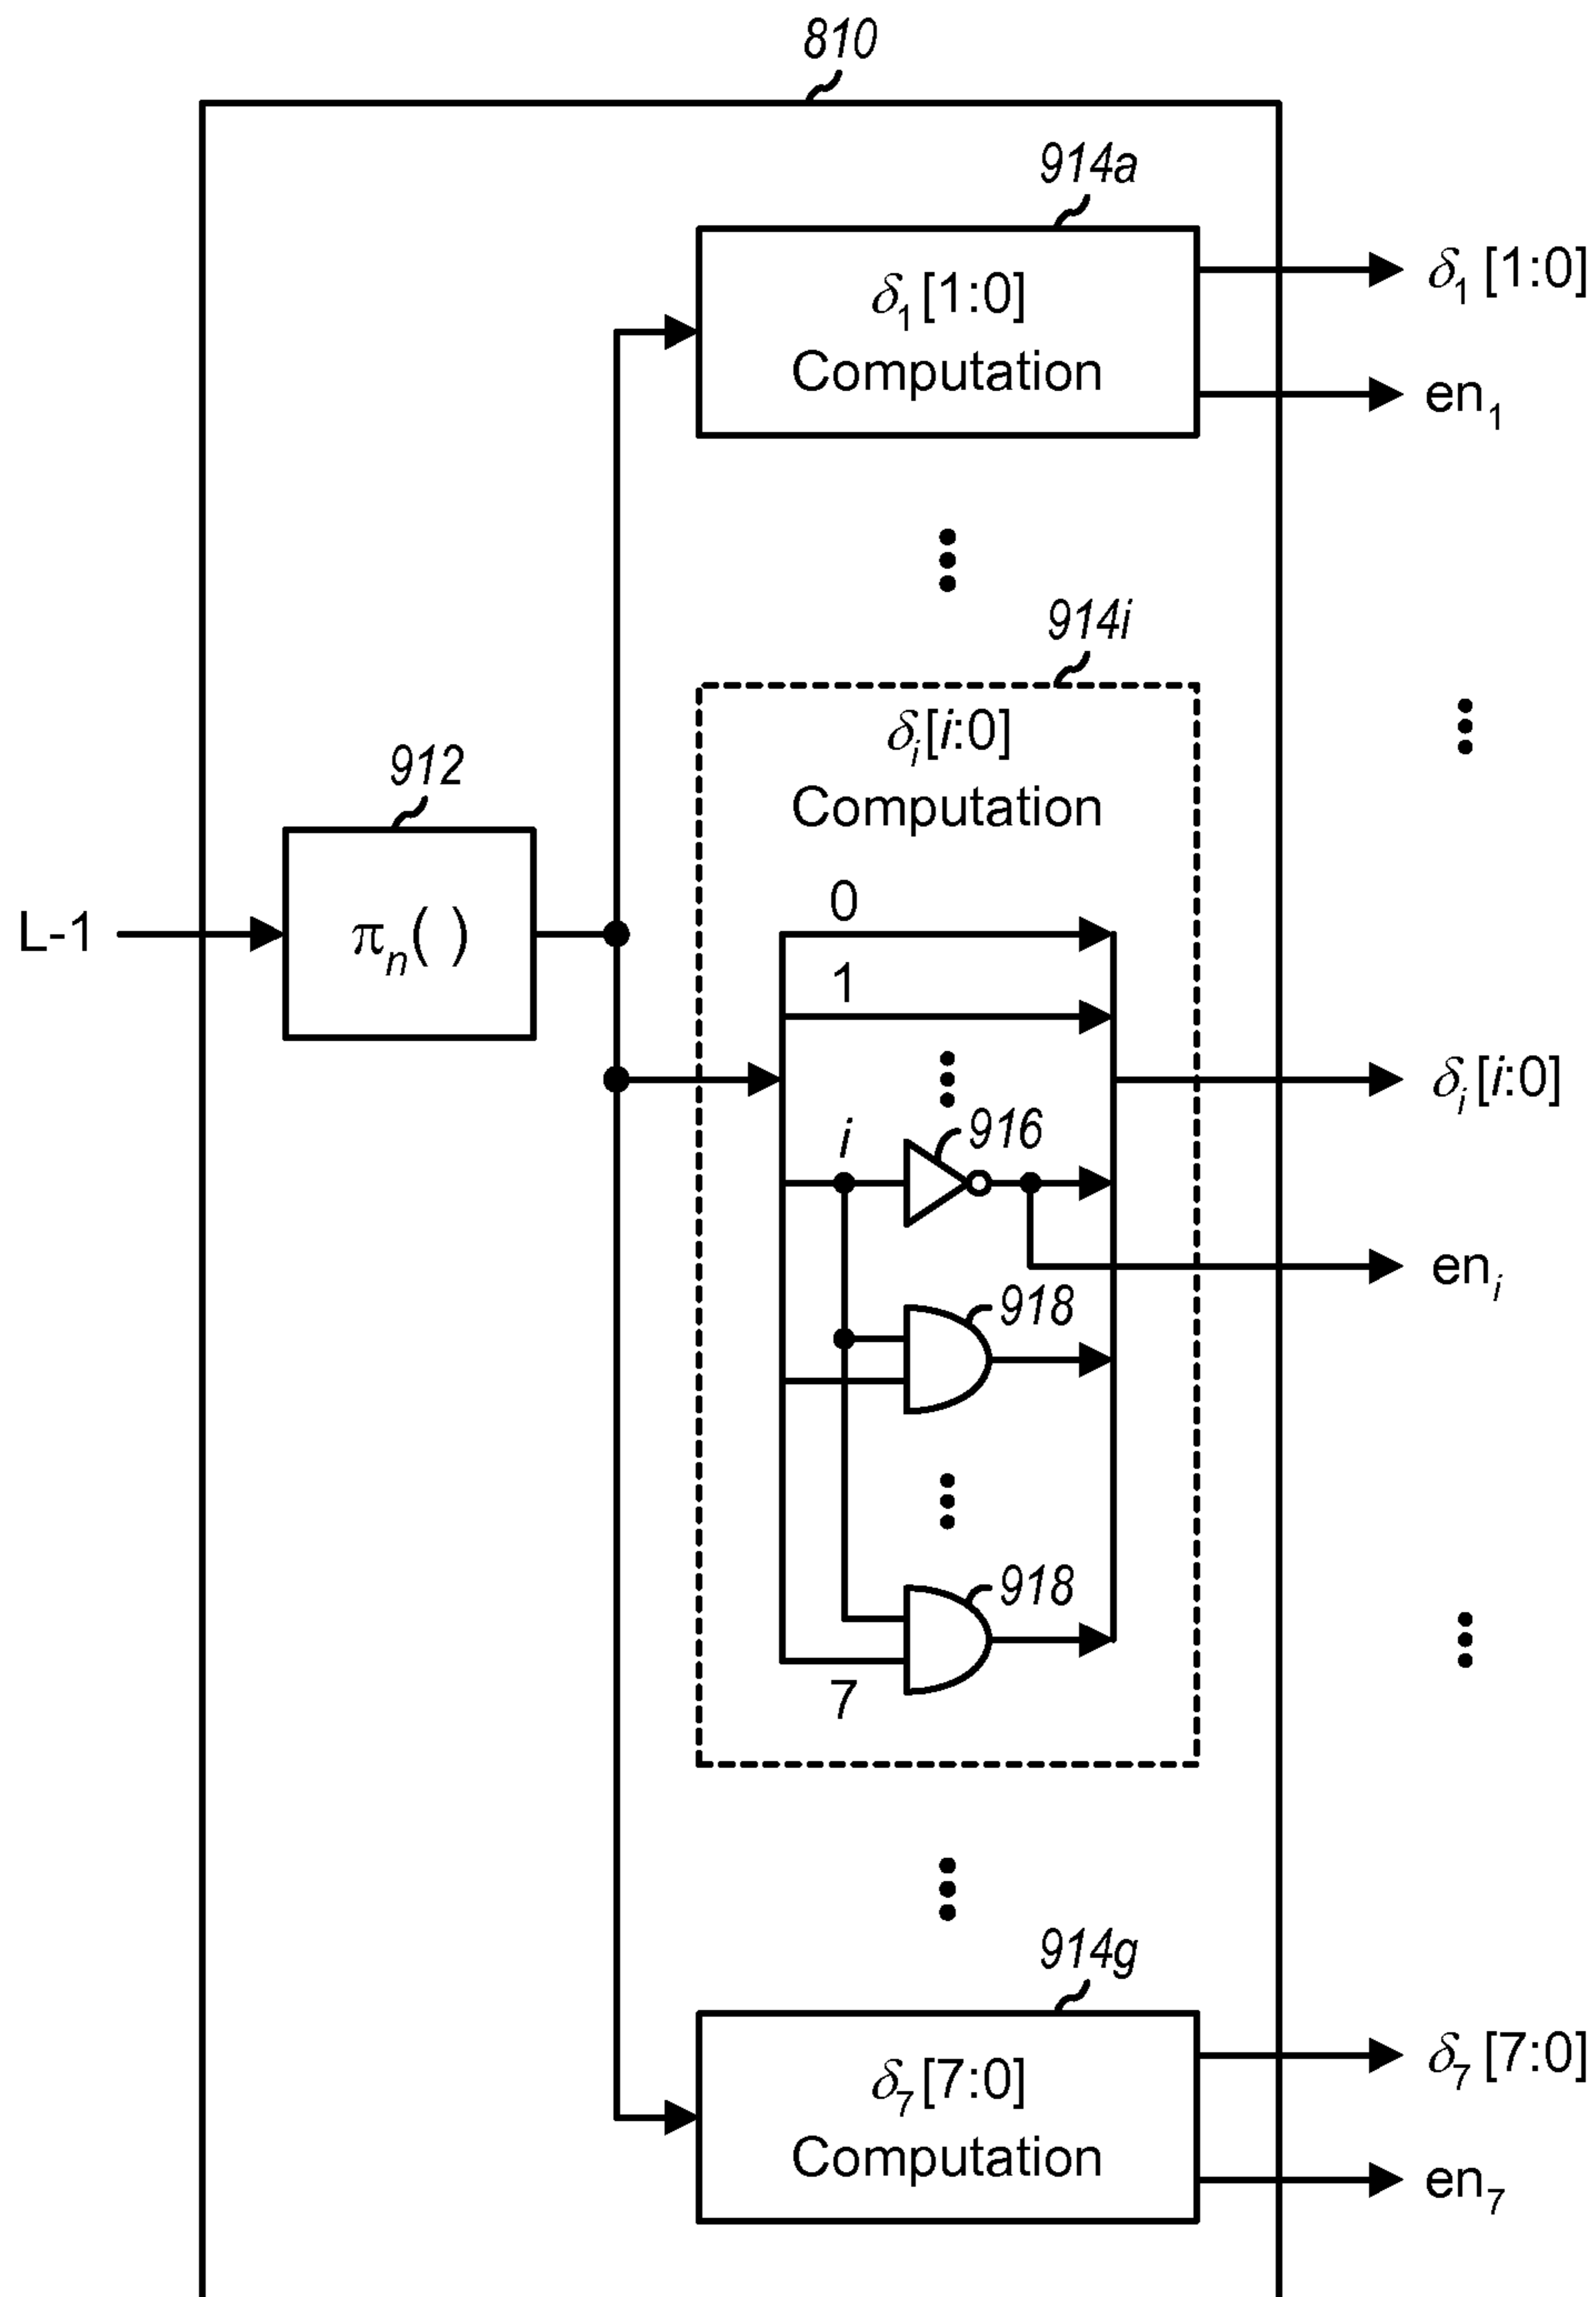 810
914a
δ1 [1:0]
Computation
δ1 [1:0]
en1
914i
δi[i:0]
Computation
912
L-1
πn( )
0
1
δi[i:0]
i
916
eni
918
918
7
914g
δ7 [7:0]
Computation
δ7 [7:0]
en7